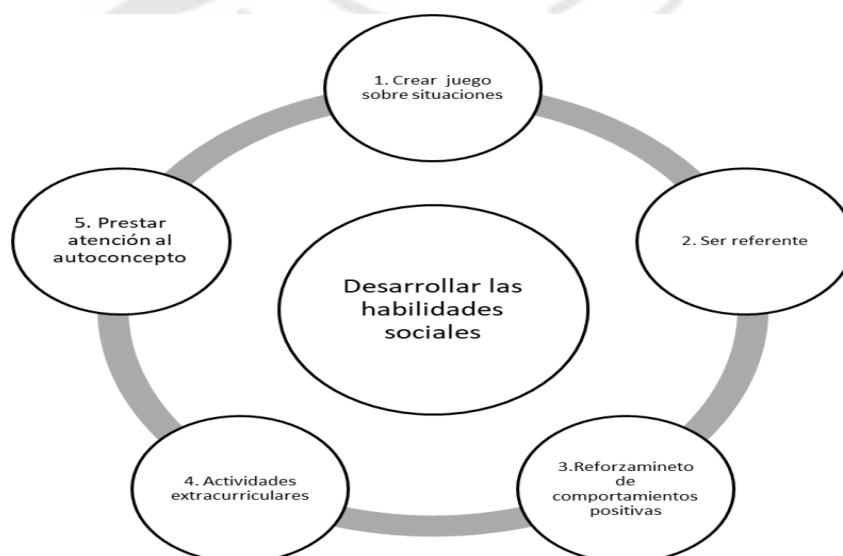 1. Crear juego
sobre situaciones
2. Ser referente
3.Reforzamineto
de
comportamientos
positivas
4. Actividades
extracurriculares
5. Prestar
atención al
autoconcepto
Desarrollar las
habilidades
sociales